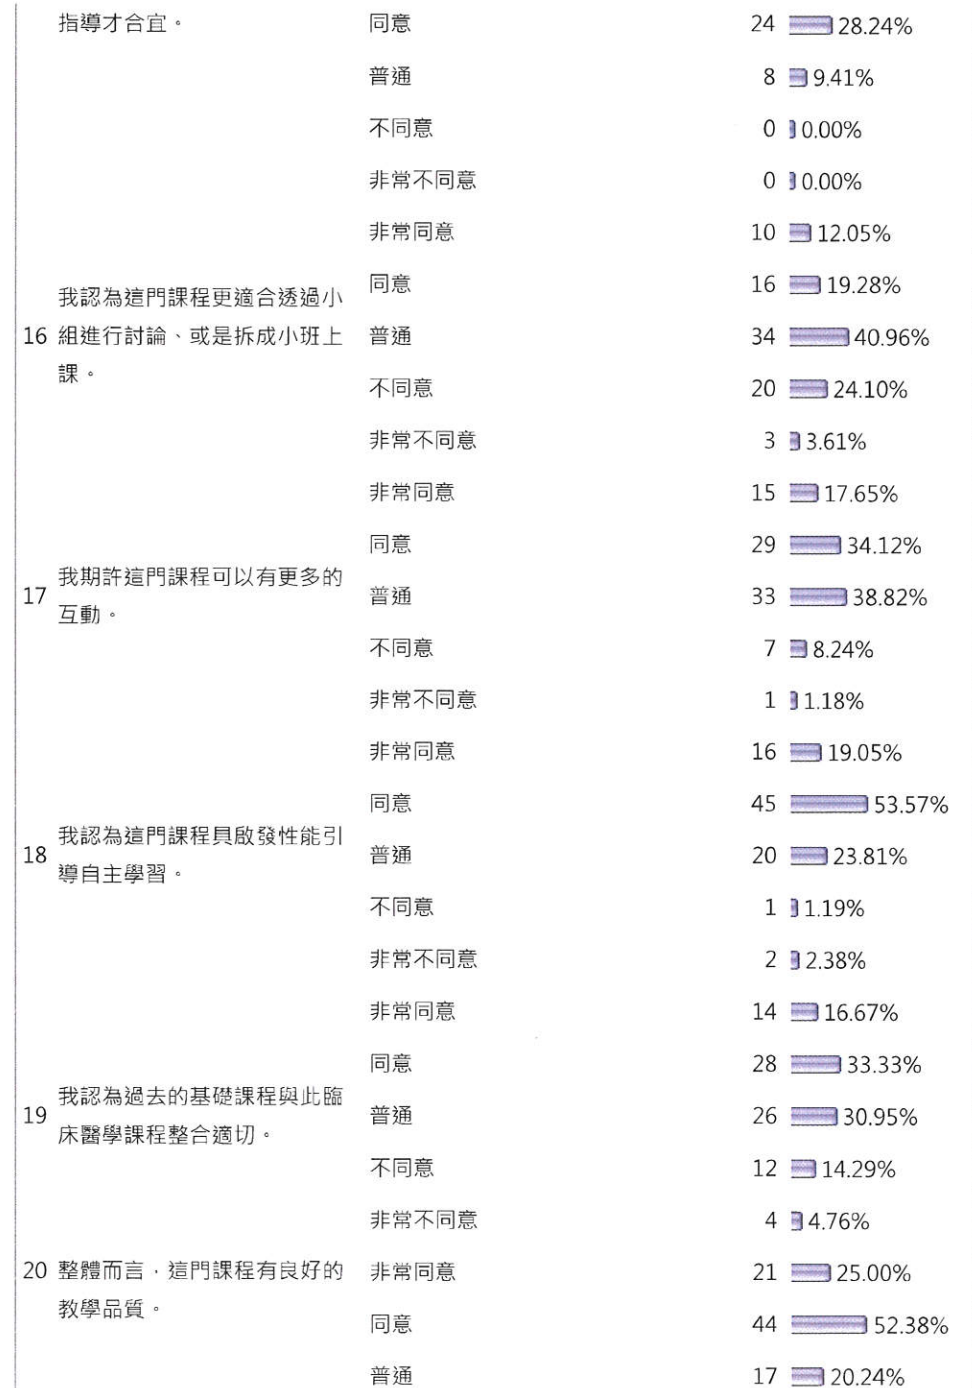 指導才合宜。 同意 24 28.24%
普通 8 9.41%
不同意 0 0.00%
非常不同意 0 0.00%
非常同意 10 12.05%
我認為這門課程更適合透過小 同意 16 19.28%
16 組進行討論、或是拆成小班上 普通 34 40.96%
課。 不同意 20 24.10%
非常不同意 3 3.61%
非常同意 15 17.65%
同意 29 34.12%
我期許這門課程可以有更多的
17 普通 33 38.82%
互動。
不同意 7 8.24%
非常不同意 1 1.18%
非常同意 16 19.05%
同意 45 53.57%
我認為這門課程具啟發性能引
18 普通 20 23.81%
導自主學習。
不同意 1 1.19%
非常不同意 2 2.38%
非常同意 14 16.67%
同意 28 33.33%
我認為過去的基礎課程與此臨
19 普通 26 30.95%
床醫學課程整合適切。
不同意 12 14.29%
非常不同意 4 4.76%
20 整體而言，這門課程有良好的 非常同意 21 25.00%
教學品質。 同意 44 52.38%
普通 17 20.24%